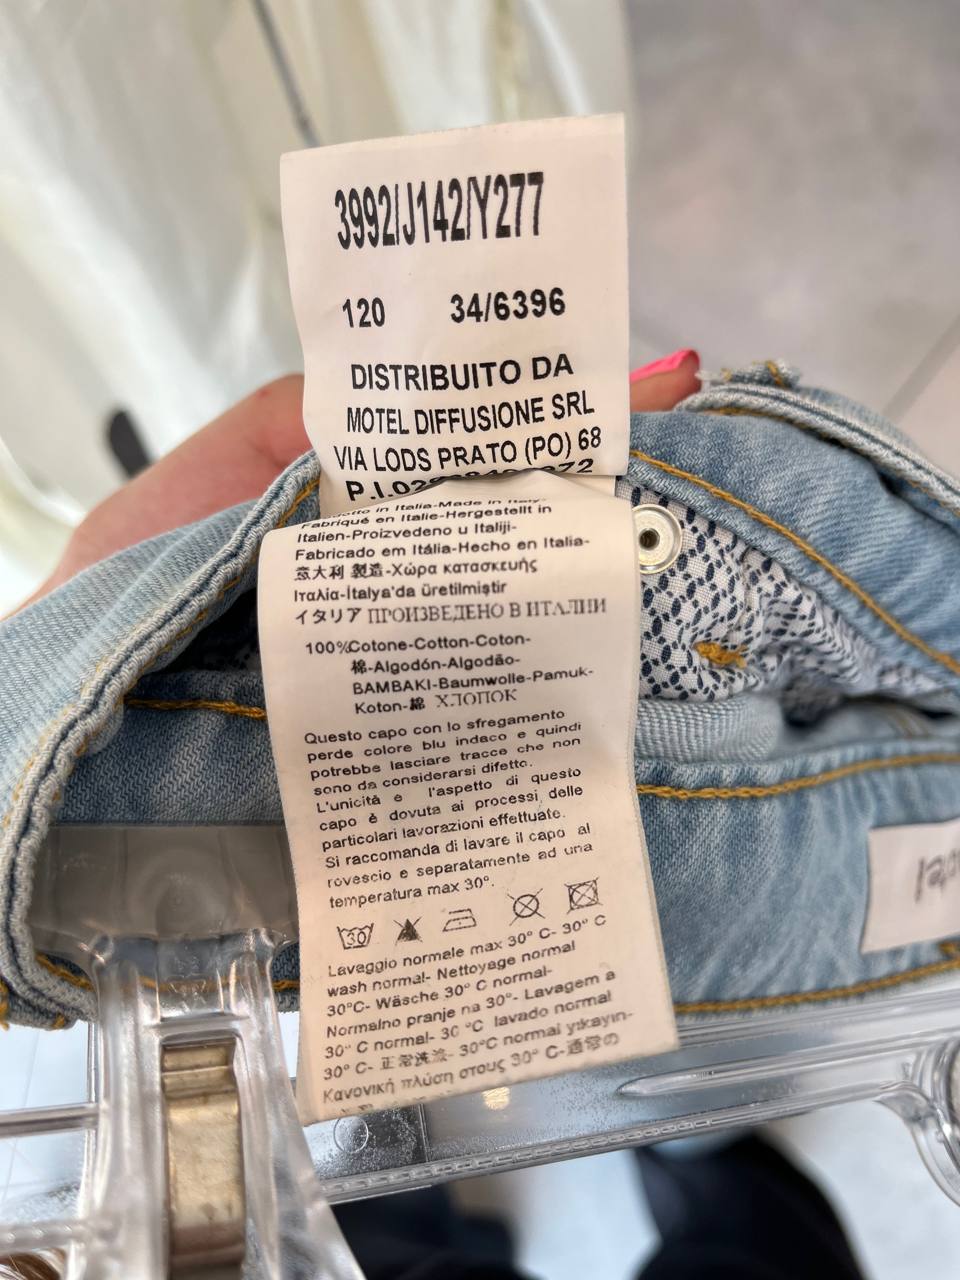 3992/J142/Y277
120 34/6396
DISTRIBUITO DA
MOTEL DIFFUSIONE SRL
VIA LODS PRATO (PO) 68
in Italia-Made in Italy-
Fabriqué en Italie-Hergestellt in
Italien-Proizvedeno u Italiji-
Fabricado em Itália-Hecho en Italia-
意大利 製造-Χώρα κατασκευής
Ιταλία-İtalya'da üretilmiştir
イタリア ПРОИЗВЕДЕНО В ИТАЛИИ
100%Cotone-Cotton-Coton-
棉-Algodón-Algodão-
BAMBAKI-Baumwolle-Pamuk-
Koton-綿 ХЛОПОК
Questo capo con lo sfregamento
perde colore blu indaco e quindi
potrebbe lasciare tracce che non
sono da considerarsi difetto.
L'unicità e l'aspetto di questo
capo è dovuta ai processi, delle
particolari lavorazioni effettuate.
Si raccomanda di lavare il capo al
rovescio e separatamente ad una
temperatura max 30°.
30
Lavaggio normale max 30° C- 30° C
wash normal- Nettoyage normal
30°C- Wäsche 30° C normal-
Normalno pranje na 30°- Lavagem a
30° C normal- 30 °C lavado normal
30° C- 正常洗滌- 30°C normal yıkayın-
Κανονική πλύση στους 30° C-通常の